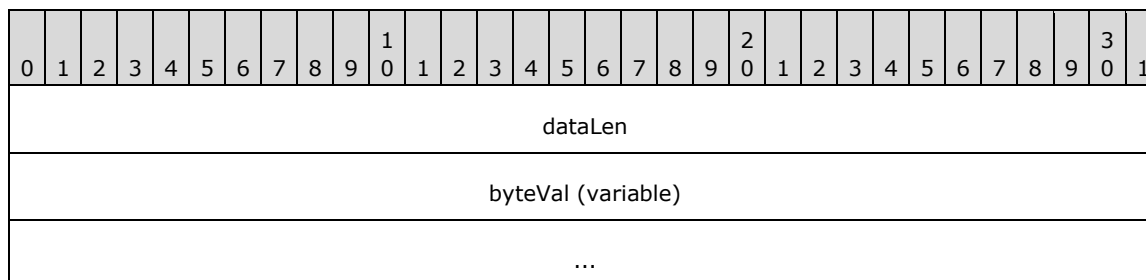 1 2 3
0 1 2 3 4 5 6 7 8 9 0 1 2 3 4 5 6 7 8 9 0 1 2 3 4 5 6 7 8 9 0 1
dataLen
byteVal (variable)
...